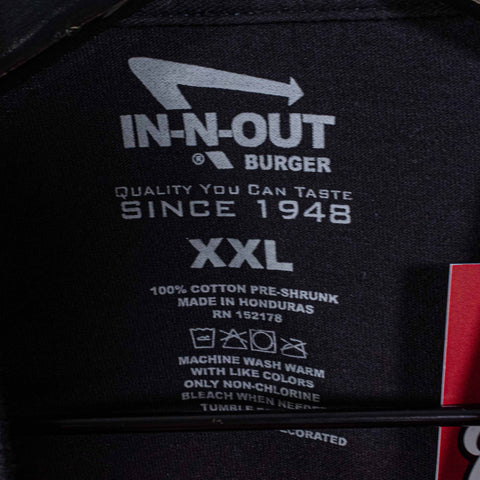 IN-N-OUT
® BURGER
QUALITY YOU CAN TASTE
SINCE 1948
XXL
100% COTTON PRE-SHRUNK
MADE IN HONDURAS
RN 152178
MACHINE WASH WARM
WITH LIKE COLORS
ONLY NON-CHLORINE
BLEACH WHEN NEEDED
TUMBLE